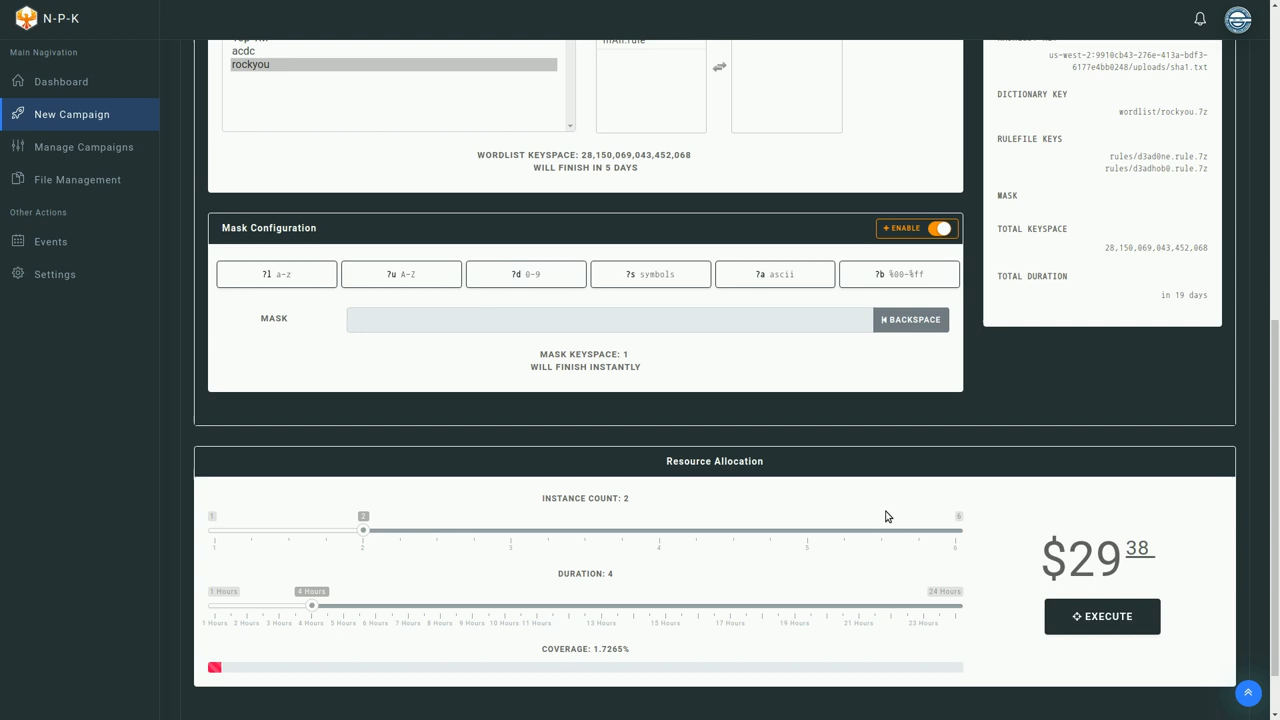 N-P-K
Main Nagivation
Dashboard
New Campaign
Manage Campaigns
File Management
Other Actions
Events
Settings
acdc
rockyou
WORDLIST KEYSPACE: 28,150,069,043,452,068
WILL FINISH IN 5 DAYS
Mask Configuration
+ ENABLE
?l a-z
?u A-Z
?d 0-9
?s symbols
?a ascii
?b %00-%ff
MASK
BACKSPACE
MASK KEYSPACE: 1
WILL FINISH INSTANTLY
us-west-2:9910cb43-276e-413a-bdf3-
6177e4bb0248/uploads/sha1.txt
DICTIONARY KEY
wordlist/rockyou.7z
RULEFILE KEYS
rules/d3ad0ne.rule.7z
rules/d3adhob0.rule.7z
MASK
TOTAL KEYSPACE
28,150,069,043,452,068
TOTAL DURATION
in 19 days
Resource Allocation
INSTANCE COUNT: 2
1 2 6
1 2 3 4 5 6
DURATION: 4
1 Hours 4 Hours 24 Hours
1 Hours 2 Hours 3 Hours 4 Hours 5 Hours 6 Hours 7 Hours 8 Hours 9 Hours 10 Hours 11 Hours 13 Hours 15 Hours 17 Hours 19 Hours 21 Hours 23 Hours
COVERAGE: 1.7265%
$29 38
EXECUTE